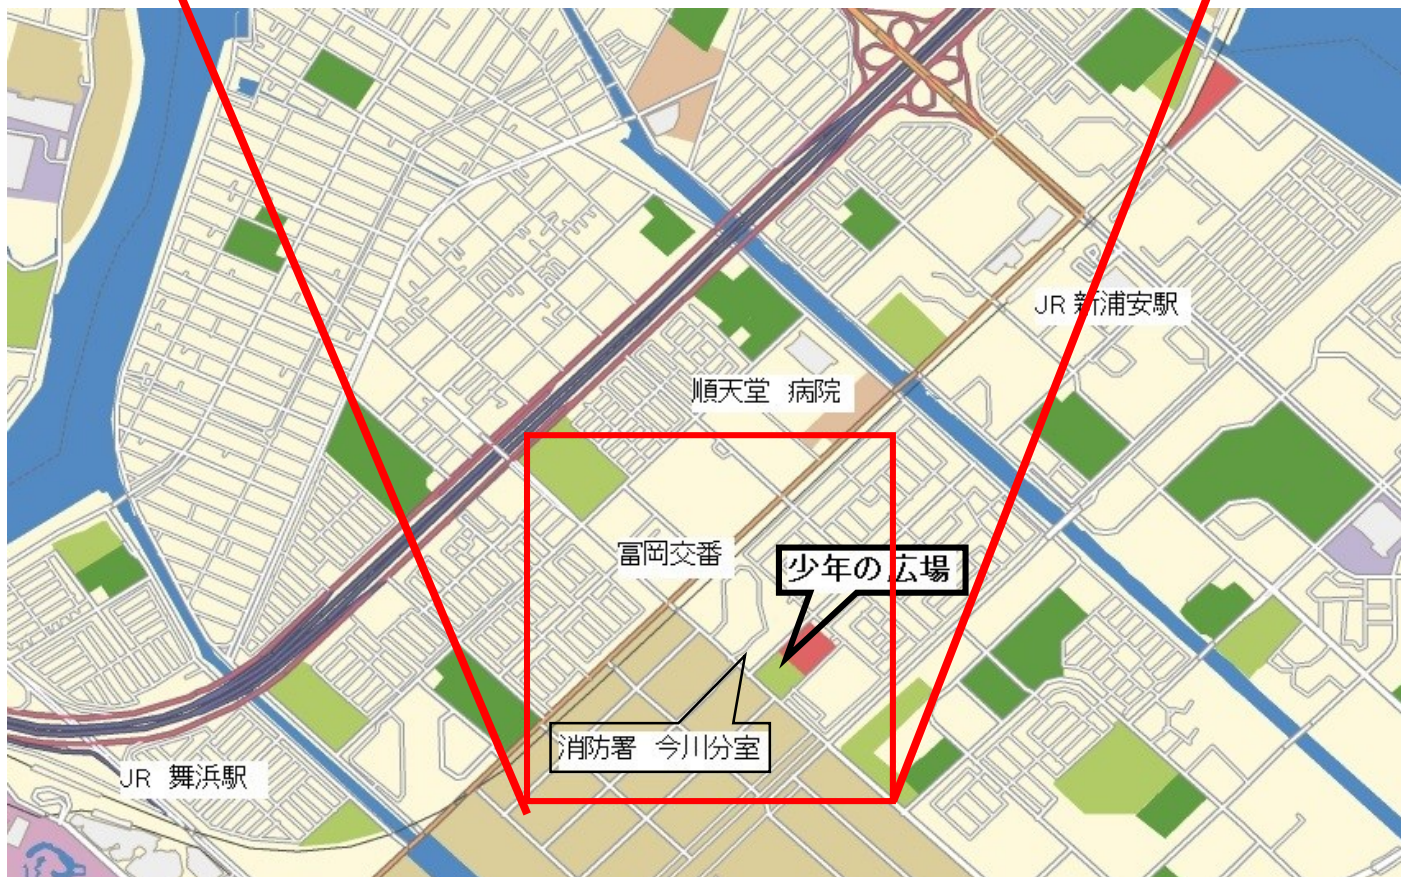 JR 新浦安駅
順天堂　病院
冨岡交番
少年の広場
消防署　今川分室
JR　舞浜駅